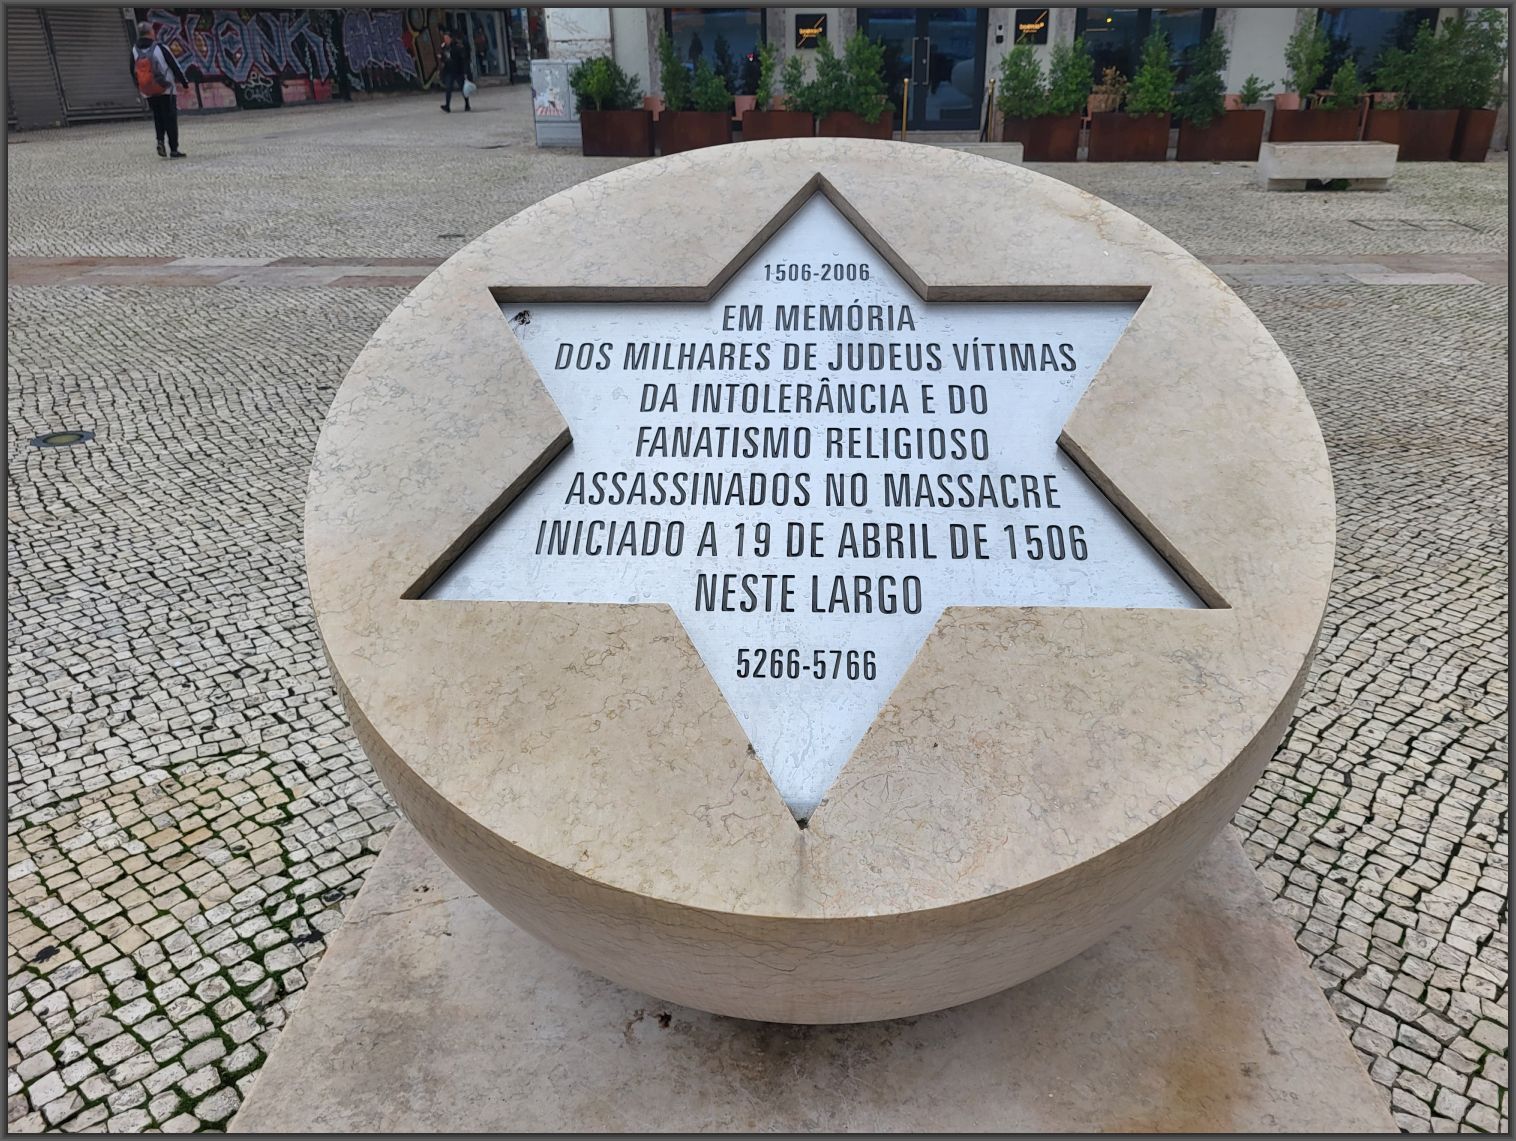 BLANK
1506-2006
EM MEMÓRIA
DOS MILHARES DE JUDEUS VÍTIMAS
DA INTOLERÂNCIA E DO
FANATISMO RELIGIOSO
ASSASSINADOS NO MASSACRE
INICIADO A 19 DE ABRIL DE 1506
NESTE LARGO
5266-5766